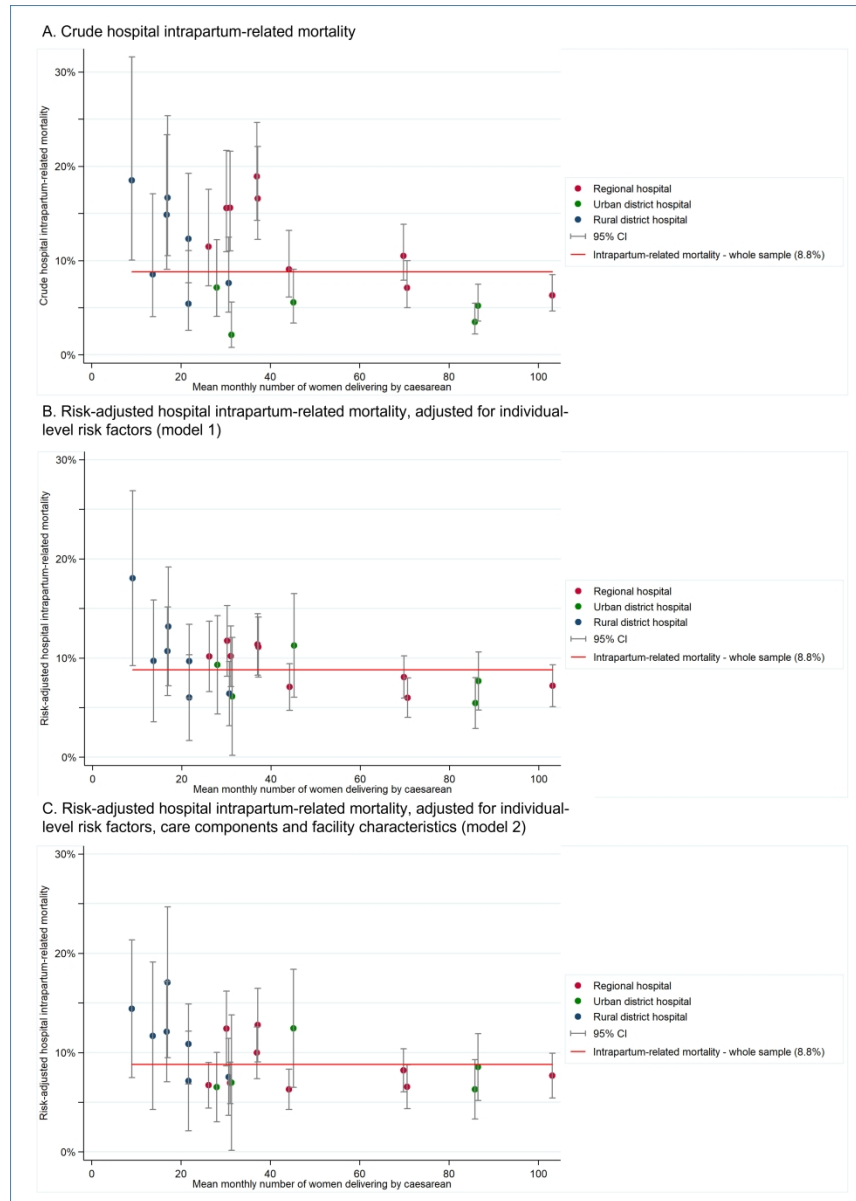 A. Crude hospital intrapartum-related mortality
Crude hospital intrapartum-related mortality
30%
20%
10%
0%
0 20 40 60 80 100
Mean monthly number of women delivering by caesarean
Regional hospital
Urban district hospital
Rural district hospital
95% CI
Intrapartum-related mortality - whole sample (8.8%)
B. Risk-adjusted hospital intrapartum-related mortality, adjusted for individual-
level risk factors (model 1)
Risk-adjusted hospital intrapartum-related mortality
30%
20%
10%
0%
0 20 40 60 80 100
Mean monthly number of women delivering by caesarean
Regional hospital
Urban district hospital
Rural district hospital
95% CI
Intrapartum-related mortality - whole sample (8.8%)
C. Risk-adjusted hospital intrapartum-related mortality, adjusted for individual-
level risk factors, care components and facility characteristics (model 2)
Risk-adjusted hospital intrapartum-related mortality
30%
20%
10%
0%
0 20 40 60 80 100
Mean monthly number of women delivering by caesarean
Regional hospital
Urban district hospital
Rural district hospital
95% CI
Intrapartum-related mortality - whole sample (8.8%)